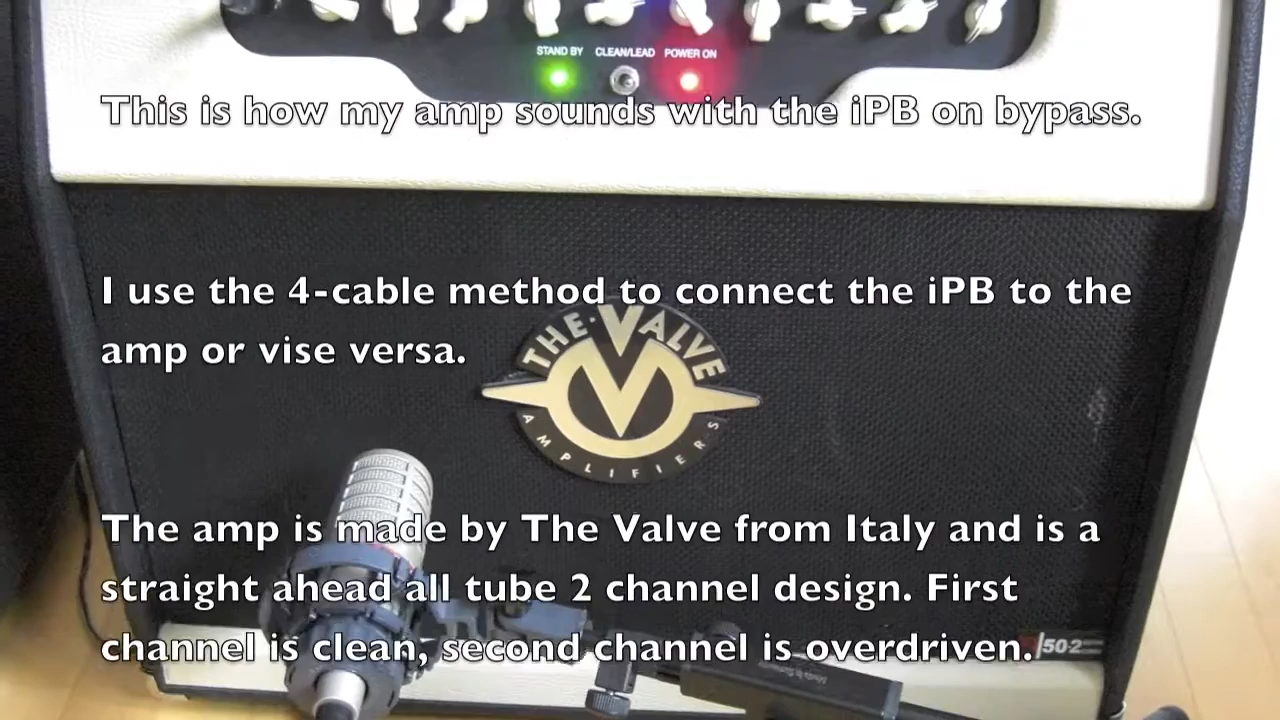 STAND BY CLEAN/LEAD POWER ON
This is how my amp sounds with the iPB on bypass.
I use the 4-cable method to connect the iPB to the
amp or vise versa.
THE·VALVE
V
AMPLIFIERS
The amp is made by The Valve from Italy and is a
straight ahead all tube 2 channel design. First
channel is clean, second channel is overdriven.
50·2